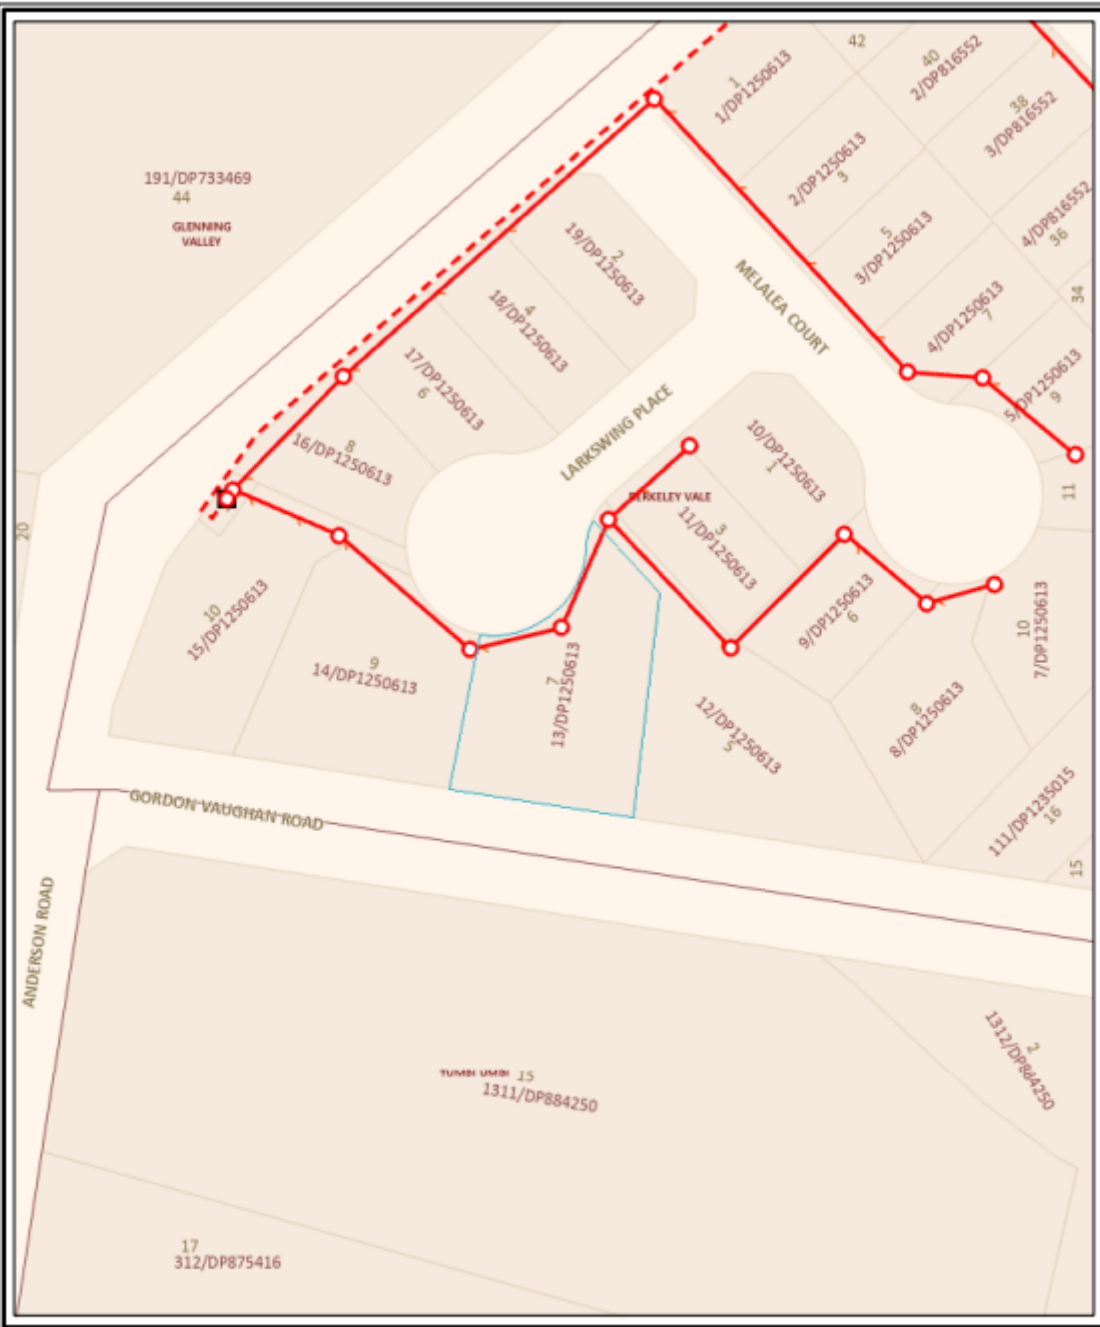 42
40
2/DP816552
1
1/DP1250613
38
3/DP816552
191/DP733469
44
GLENNING
VALLEY
2/DP1250613
3
4/DP816552
36
5
3/DP1250613
2
19/DP1250613
MELALEA COURT
34
4
18/DP1250613
4/DP1250613
7
17/DP1250613
6
5/DP1250613
9
LARKSWING PLACE
8
16/DP1250613
10/DP1250613
1
BERKELEY VALE
11
20
3
11/DP1250613
10
15/DP1250613
9/DP1250613
6
10
7/DP1250613
9
14/DP1250613
7
13/DP1250613
12/DP1250613
5
8
8/DP1250613
GORDON VAUGHAN ROAD
111/DP1235015
16
15
ANDERSON ROAD
2
1312/DP884250
TUMBI UMBI 15
1311/DP884250
17
312/DP875416